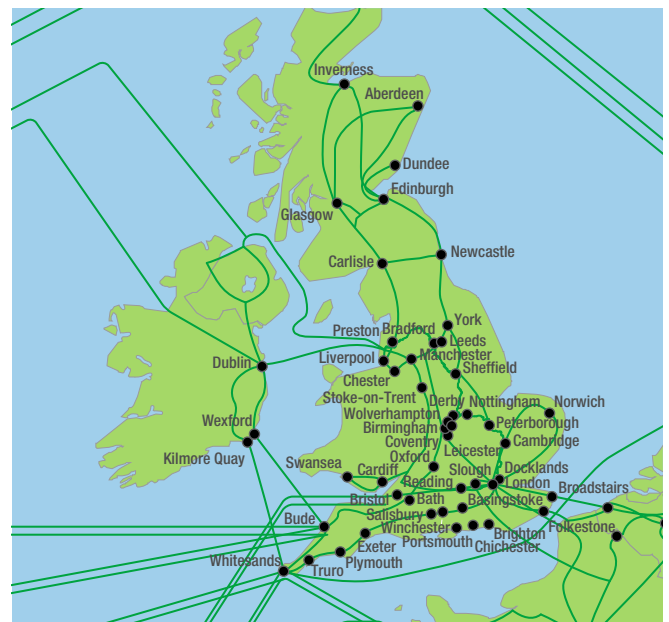 Inverness
Aberdeen
Dundee
Edinburgh
Glasgow
Newcastle
Carlisle
York
Preston
Bradford
Leeds
Manchester
Dublin
Liverpool
Sheffield
Chester
Stoke-on-Trent
Derby
Nottingham
Norwich
Wolverhampton
Wexford
Birmingham
Peterborough
Coventry
Cambridge
Kilmore Quay
Leicester
Oxford
Swansea
Cardiff
Slough
Docklands
Reading
London
Bristol
Bath
Basingstoke
Broadstairs
Bude
Salisbury
Winchester
Folkestone
Exeter
Portsmouth
Brighton
Chichester
Whitesands
Truro
Plymouth